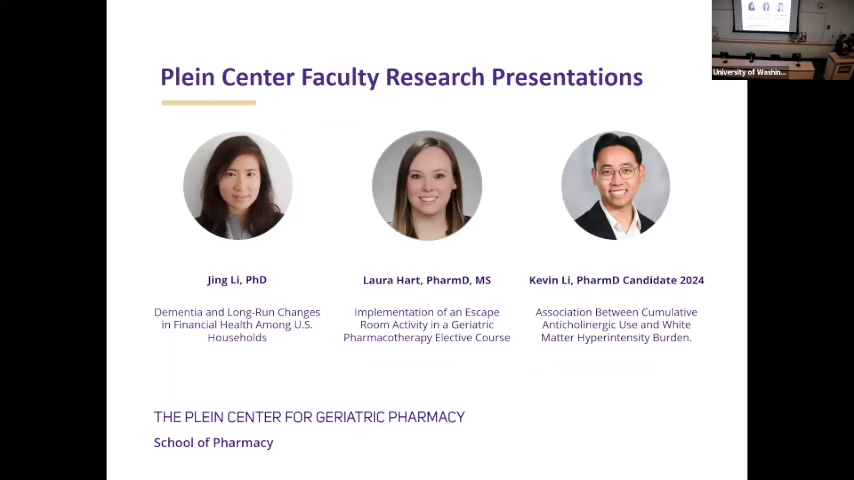 Plein Center Faculty Research Presentations
University of Washin...
Jing Li, PhD
Dementia and Long-Run Changes
in Financial Health Among U.S.
Households
Laura Hart, PharmD, MS
Implementation of an Escape
Room Activity in a Geriatric
Pharmacotherapy Elective Course
Kevin Li, PharmD Candidate 2024
Association Between Cumulative
Anticholinergic Use and White
Matter Hyperintensity Burden.
THE PLEIN CENTER FOR GERIATRIC PHARMACY
School of Pharmacy